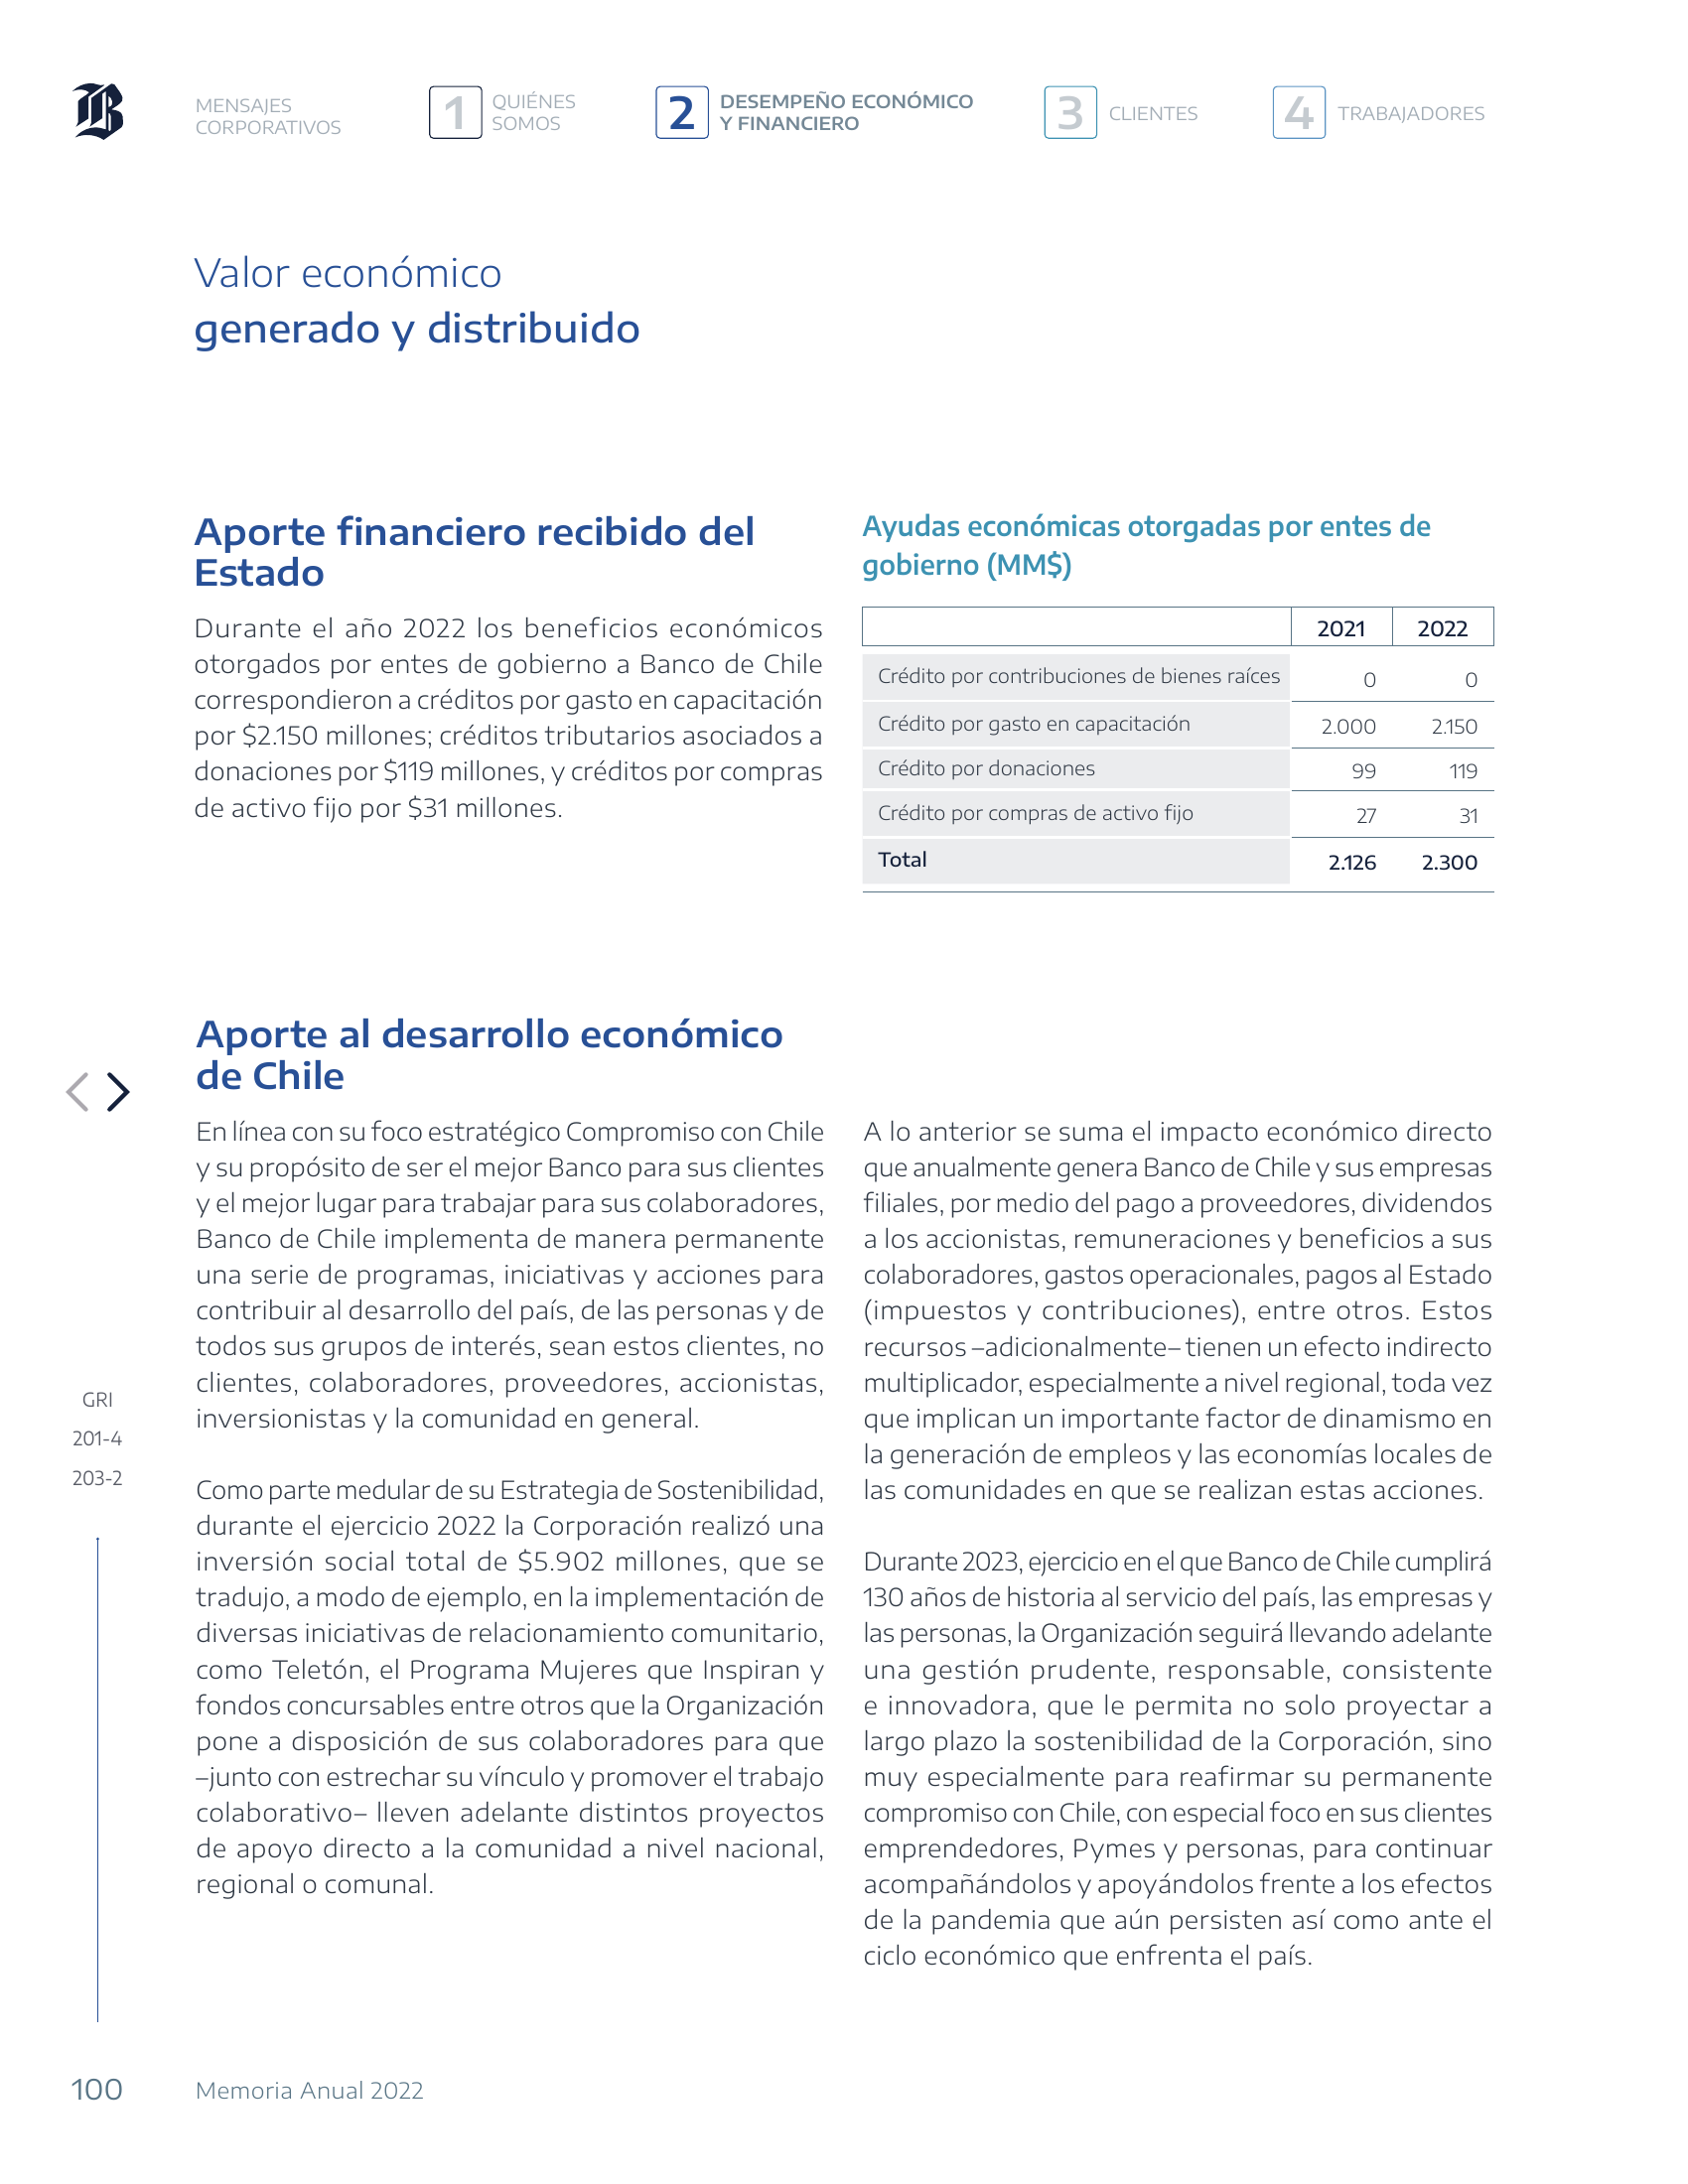 MENSAJES
CORPORATIVOS
1
QUIÉNES
SOMOS
2
DESEMPEÑO ECONÓMICO
Y FINANCIERO
3
CLIENTES
4
TRABAJADORES
Valor económico
generado y distribuido
Aporte financiero recibido del
Estado
Durante el año 2022 los beneficios económicos
otorgados por entes de gobierno a Banco de Chile
correspondieron a créditos por gasto en capacitación
por $2.150 millones; créditos tributarios asociados a
donaciones por $119 millones, y créditos por compras
de activo fijo por $31 millones.
Ayudas económicas otorgadas por entes de
gobierno (MM$)
2021 2022
Crédito por contribuciones de bienes raíces 0 0
Crédito por gasto en capacitación 2.000 2.150
Crédito por donaciones 99 119
Crédito por compras de activo fijo 27 31
Total 2.126 2.300
Aporte al desarrollo económico
de Chile
En línea con su foco estratégico Compromiso con Chile
y su propósito de ser el mejor Banco para sus clientes
y el mejor lugar para trabajar para sus colaboradores,
Banco de Chile implementa de manera permanente
una serie de programas, iniciativas y acciones para
contribuir al desarrollo del país, de las personas y de
todos sus grupos de interés, sean estos clientes, no
clientes, colaboradores, proveedores, accionistas,
inversionistas y la comunidad en general.
Como parte medular de su Estrategia de Sostenibilidad,
durante el ejercicio 2022 la Corporación realizó una
inversión social total de $5.902 millones, que se
tradujo, a modo de ejemplo, en la implementación de
diversas iniciativas de relacionamiento comunitario,
como Teletón, el Programa Mujeres que Inspiran y
fondos concursables entre otros que la Organización
pone a disposición de sus colaboradores para que
–junto con estrechar su vínculo y promover el trabajo
colaborativo– lleven adelante distintos proyectos
de apoyo directo a la comunidad a nivel nacional,
regional o comunal.
A lo anterior se suma el impacto económico directo
que anualmente genera Banco de Chile y sus empresas
filiales, por medio del pago a proveedores, dividendos
a los accionistas, remuneraciones y beneficios a sus
colaboradores, gastos operacionales, pagos al Estado
(impuestos y contribuciones), entre otros. Estos
recursos –adicionalmente– tienen un efecto indirecto
multiplicador, especialmente a nivel regional, toda vez
que implican un importante factor de dinamismo en
la generación de empleos y las economías locales de
las comunidades en que se realizan estas acciones.
Durante 2023, ejercicio en el que Banco de Chile cumplirá
130 años de historia al servicio del país, las empresas y
las personas, la Organización seguirá llevando adelante
una gestión prudente, responsable, consistente
e innovadora, que le permita no solo proyectar a
largo plazo la sostenibilidad de la Corporación, sino
muy especialmente para reafirmar su permanente
compromiso con Chile, con especial foco en sus clientes
emprendedores, Pymes y personas, para continuar
acompañándolos y apoyándolos frente a los efectos
de la pandemia que aún persisten así como ante el
ciclo económico que enfrenta el país.
GRI
201-4
203-2
100
Memoria Anual 2022